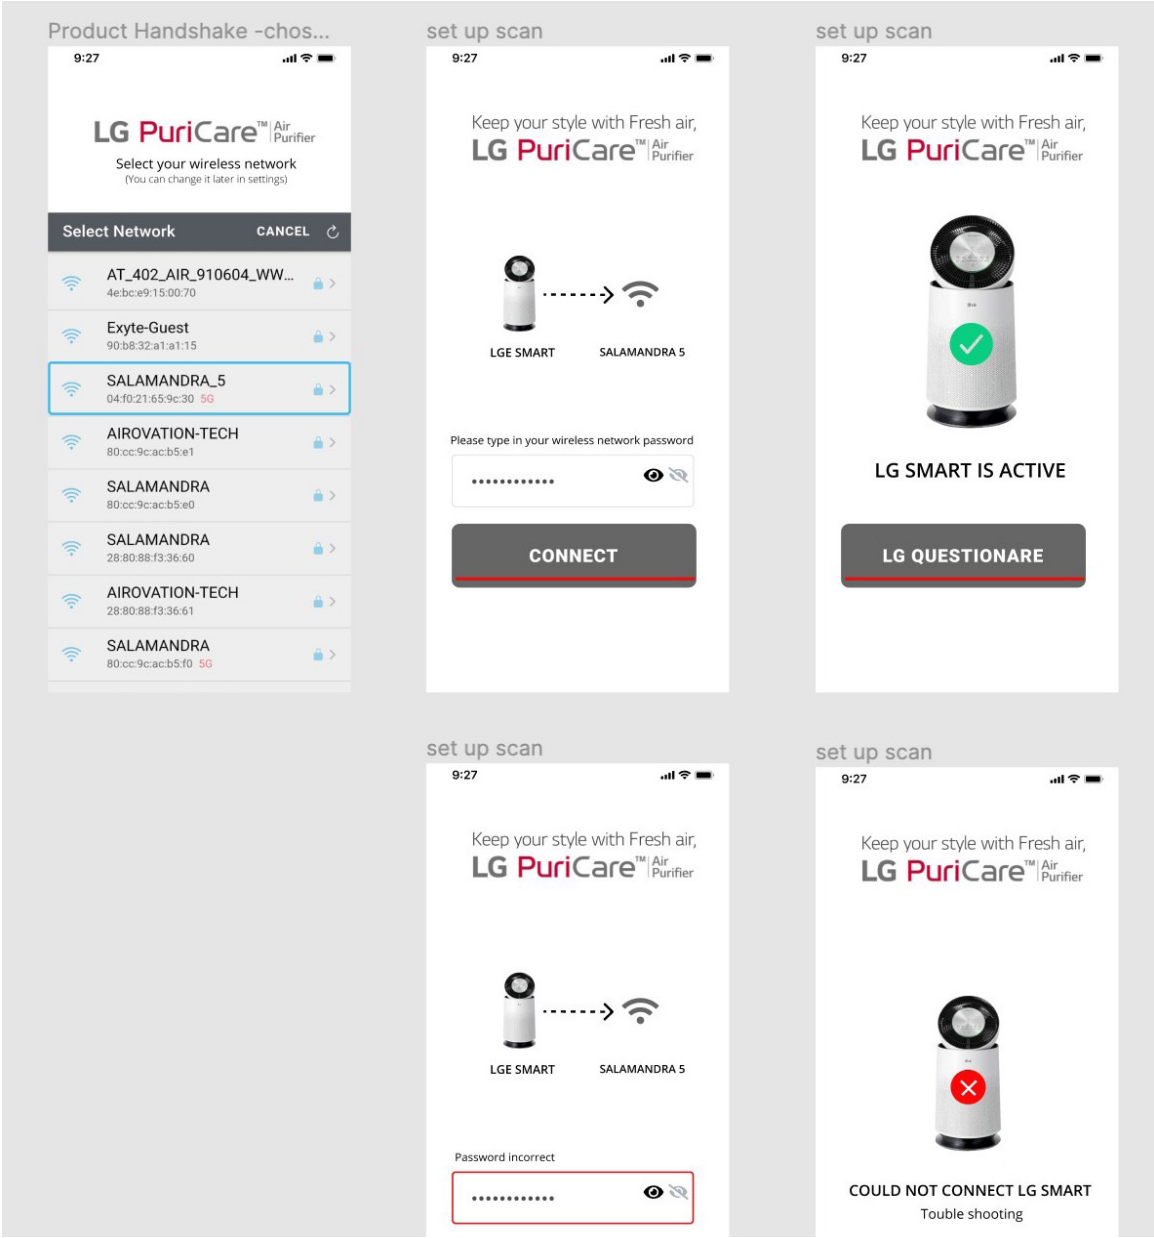 Product Handshake -chos...
9:27
LG PuriCare™ Air Purifier
Select your wireless network
(You can change it later in settings)
Select Network CANCEL
AT_402_AIR_910604_WW...
4e:bc:e9:15:00:70
Exyte-Guest
90:b8:32:a1:a1:15
SALAMANDRA_5
04:f0:21:65:9c:30 5G
AIROVATION-TECH
80:cc:9c:ac:b5:e1
SALAMANDRA
80:cc:9c:ac:b5:e0
SALAMANDRA
28:80:88:f3:36:60
AIROVATION-TECH
28:80:88:f3:36:61
SALAMANDRA
80:cc:9c:ac:b5:f0 5G
set up scan
9:27
Keep your style with Fresh air,
LG PuriCare™ Air Purifier
LGE SMART SALAMANDRA 5
Please type in your wireless network password
CONNECT
set up scan
9:27
Keep your style with Fresh air,
LG PuriCare™ Air Purifier
LG SMART IS ACTIVE
LG QUESTIONARE
set up scan
9:27
Keep your style with Fresh air,
LG PuriCare™ Air Purifier
LGE SMART SALAMANDRA 5
Password incorrect
set up scan
9:27
Keep your style with Fresh air,
LG PuriCare™ Air Purifier
COULD NOT CONNECT LG SMART
Touble shooting